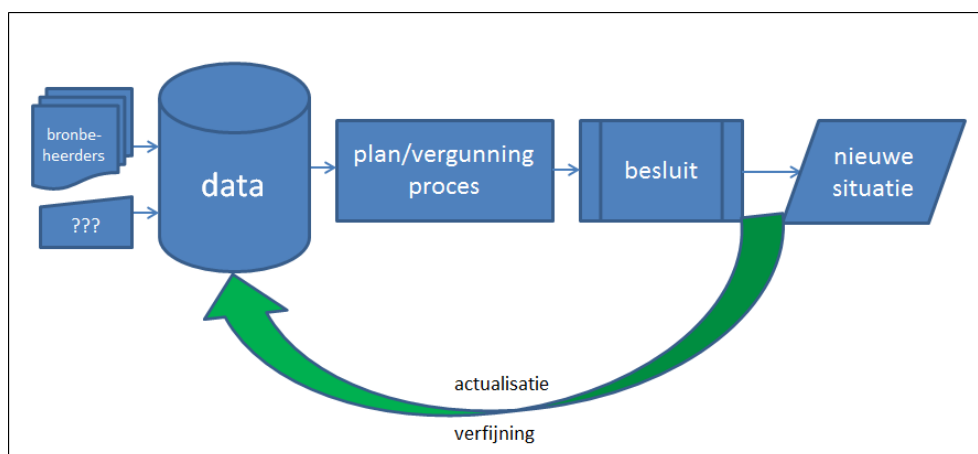 bronbe-
heerders
???
data
plan/vergunning
proces
besluit
nieuwe
situatie
actualisatie
verfijning